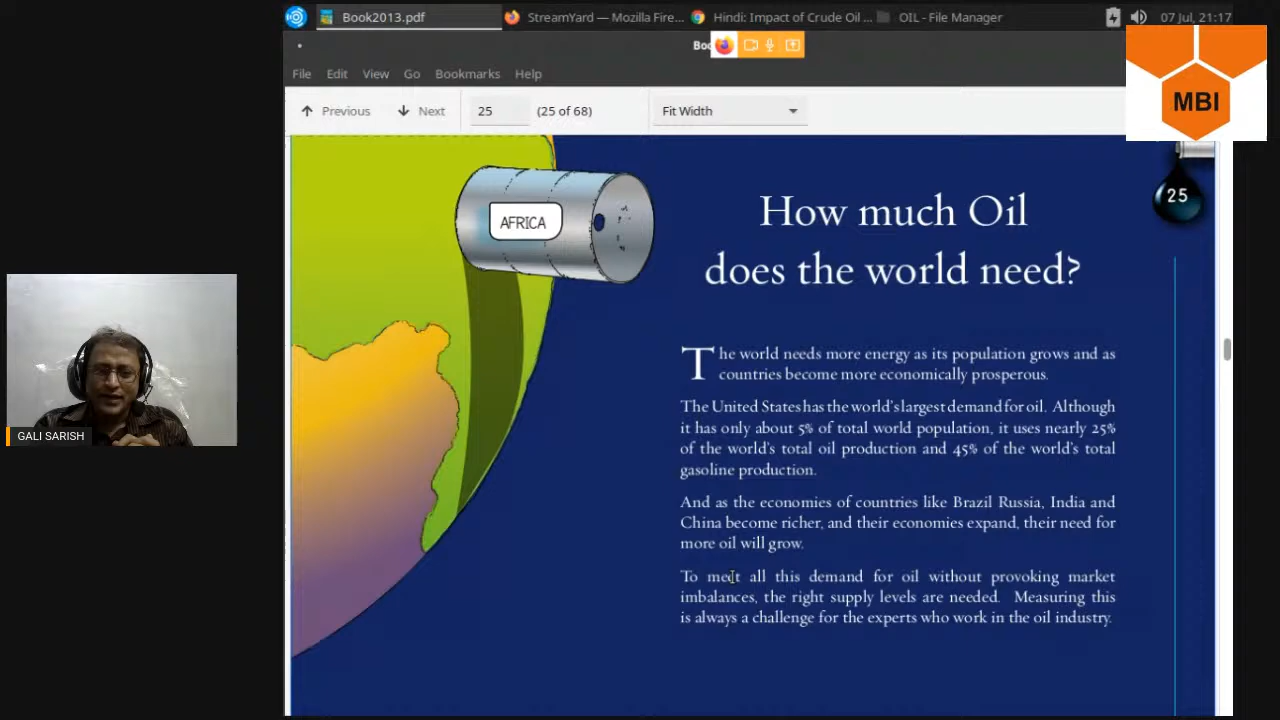 Book2013.pdf
StreamYard — Mozilla Fire...
Hindi: Impact of Crude Oil ...
OIL - File Manager
07 Jul, 21:17
Boo
File Edit View Go Bookmarks Help
Previous Next 25 (25 of 68) Fit Width
MBI
25
AFRICA
How much Oil
does the world need?
The world needs more energy as its population grows and as
countries become more economically prosperous.
The United States has the world's largest demand for oil. Although
it has only about 5% of total world population, it uses nearly 25%
of the world's total oil production and 45% of the world's total
gasoline production.
And as the economies of countries like Brazil Russia, India and
China become richer, and their economies expand, their need for
more oil will grow.
To meet all this demand for oil without provoking market
imbalances, the right supply levels are needed. Measuring this
is always a challenge for the experts who work in the oil industry.
GALI SARISH